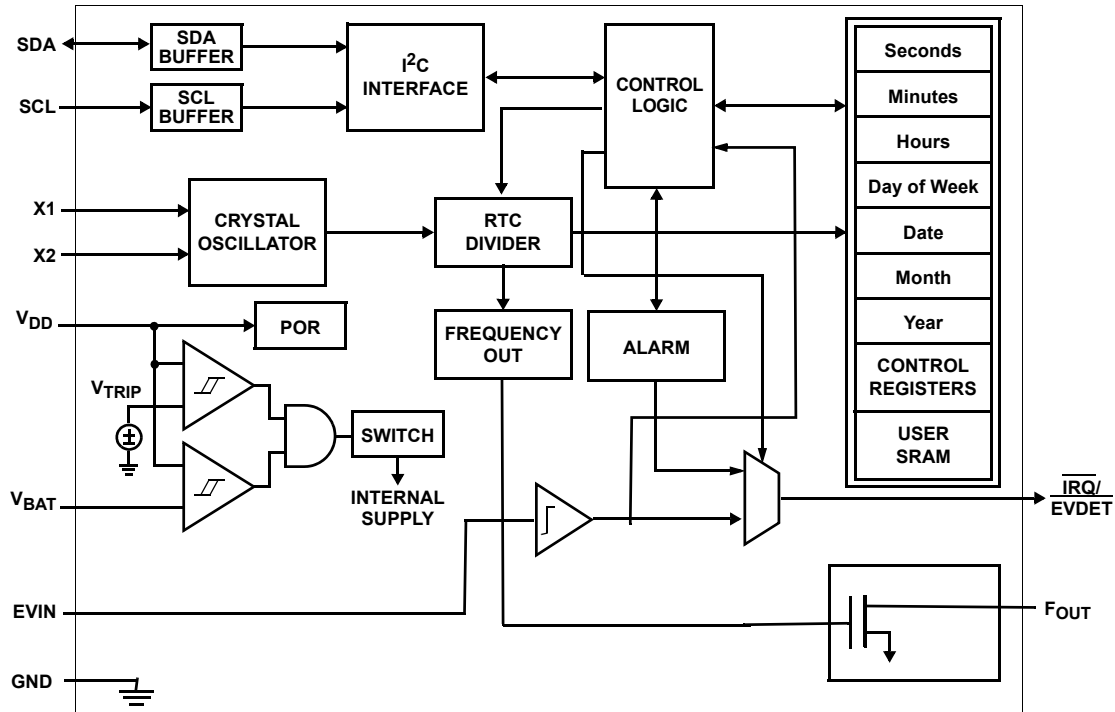 SDA
SDA
BUFFER
SCL
SCL
BUFFER
I²C
INTERFACE
CONTROL
LOGIC
X1
X2
CRYSTAL
OSCILLATOR
RTC
DIVIDER
VDD
POR
FREQUENCY
OUT
ALARM
VTRIP
SWITCH
INTERNAL
SUPPLY
VBAT
EVIN
GND
Seconds
Minutes
Hours
Day of Week
Date
Month
Year
CONTROL
REGISTERS
USER
SRAM
IRQ/
EVDET
FOUT